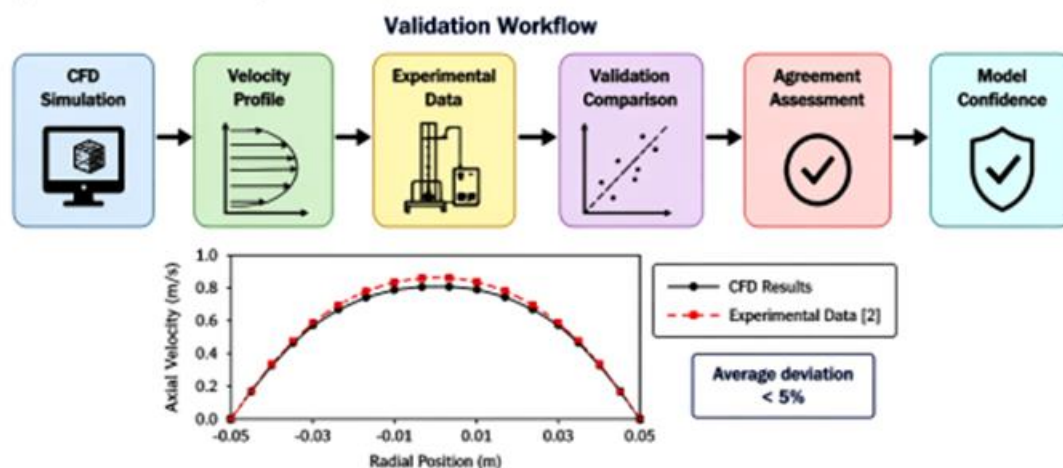 Validation Workflow
CFD
Simulation
Velocity
Profile
Experimental
Data
Validation
Comparison
Agreement
Assessment
Model
Confidence
1.0
0.8
0.6
0.4
0.2
0.0
Axial Velocity (m/s)
-0.05
-0.03
-0.01
0.01
0.03
0.05
Radial Position (m)
CFD Results
Experimental Data [2]
Average deviation
< 5%